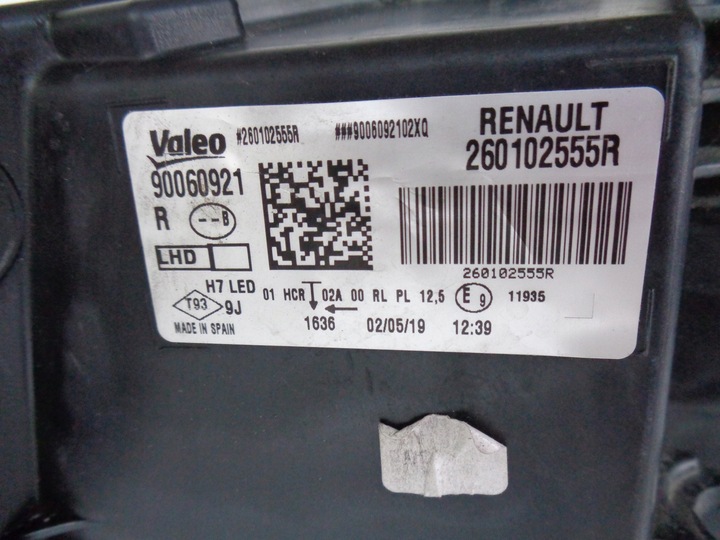 Valeo #260102555R ###9006092102XQ RENAULT
90060921 260102555R
R --B
LHD 260102555R
H7 LED 01 HCR 02A 00 RL PL 12,5 E9 11935
T93 9J
MADE IN SPAIN 1636 02/05/19 12:39